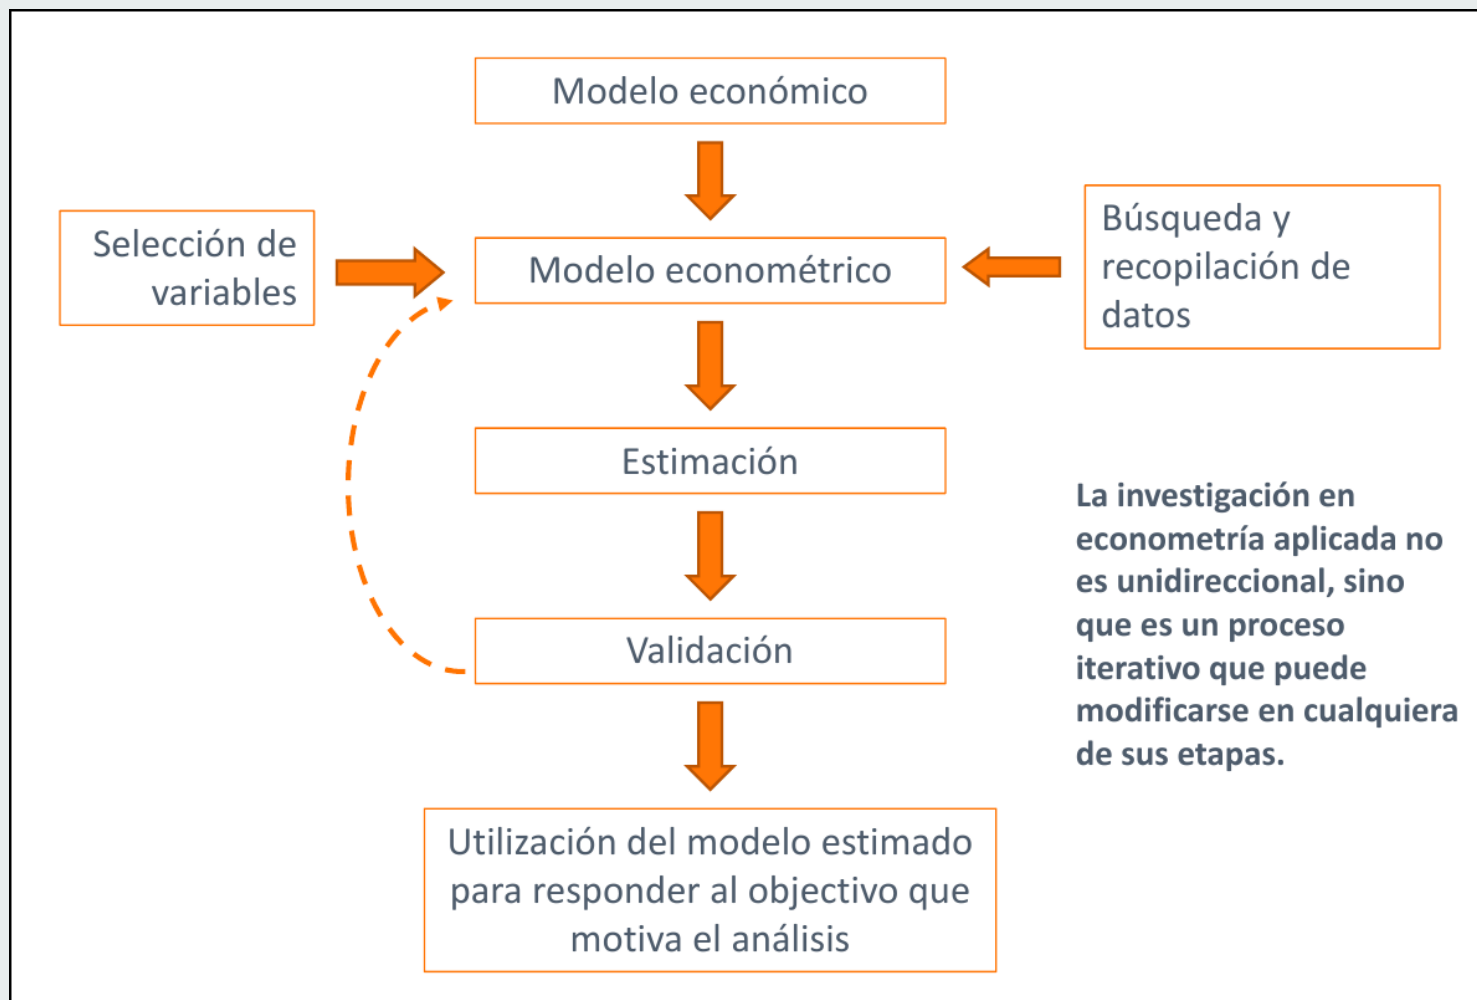 Modelo económico
Selección de
variables
Modelo econométrico
Búsqueda y
recopilación de
datos
Estimación
La investigación en
econometría aplicada no
es unidireccional, sino
que es un proceso
iterativo que puede
modificarse en cualquiera
de sus etapas.
Validación
Utilización del modelo estimado
para responder al objectivo que
motiva el análisis